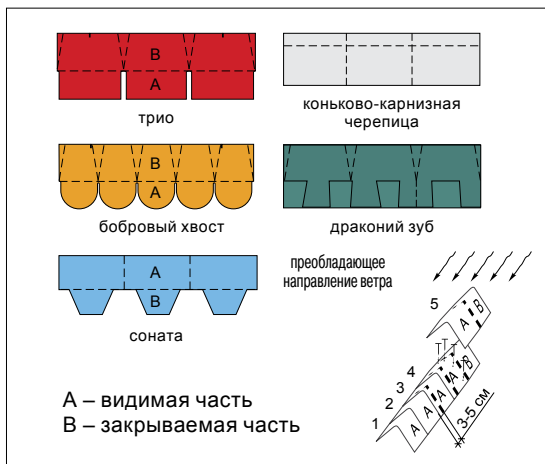 B
A
трио
коньково-карнизная
черепица
B
A
бобровый хвост
драконий зуб
A
B
соната
преобладающее
направление ветра
5
A B
4
3
2
1
A A A A B
3-5 см
A – видимая часть
B – закрываемая часть